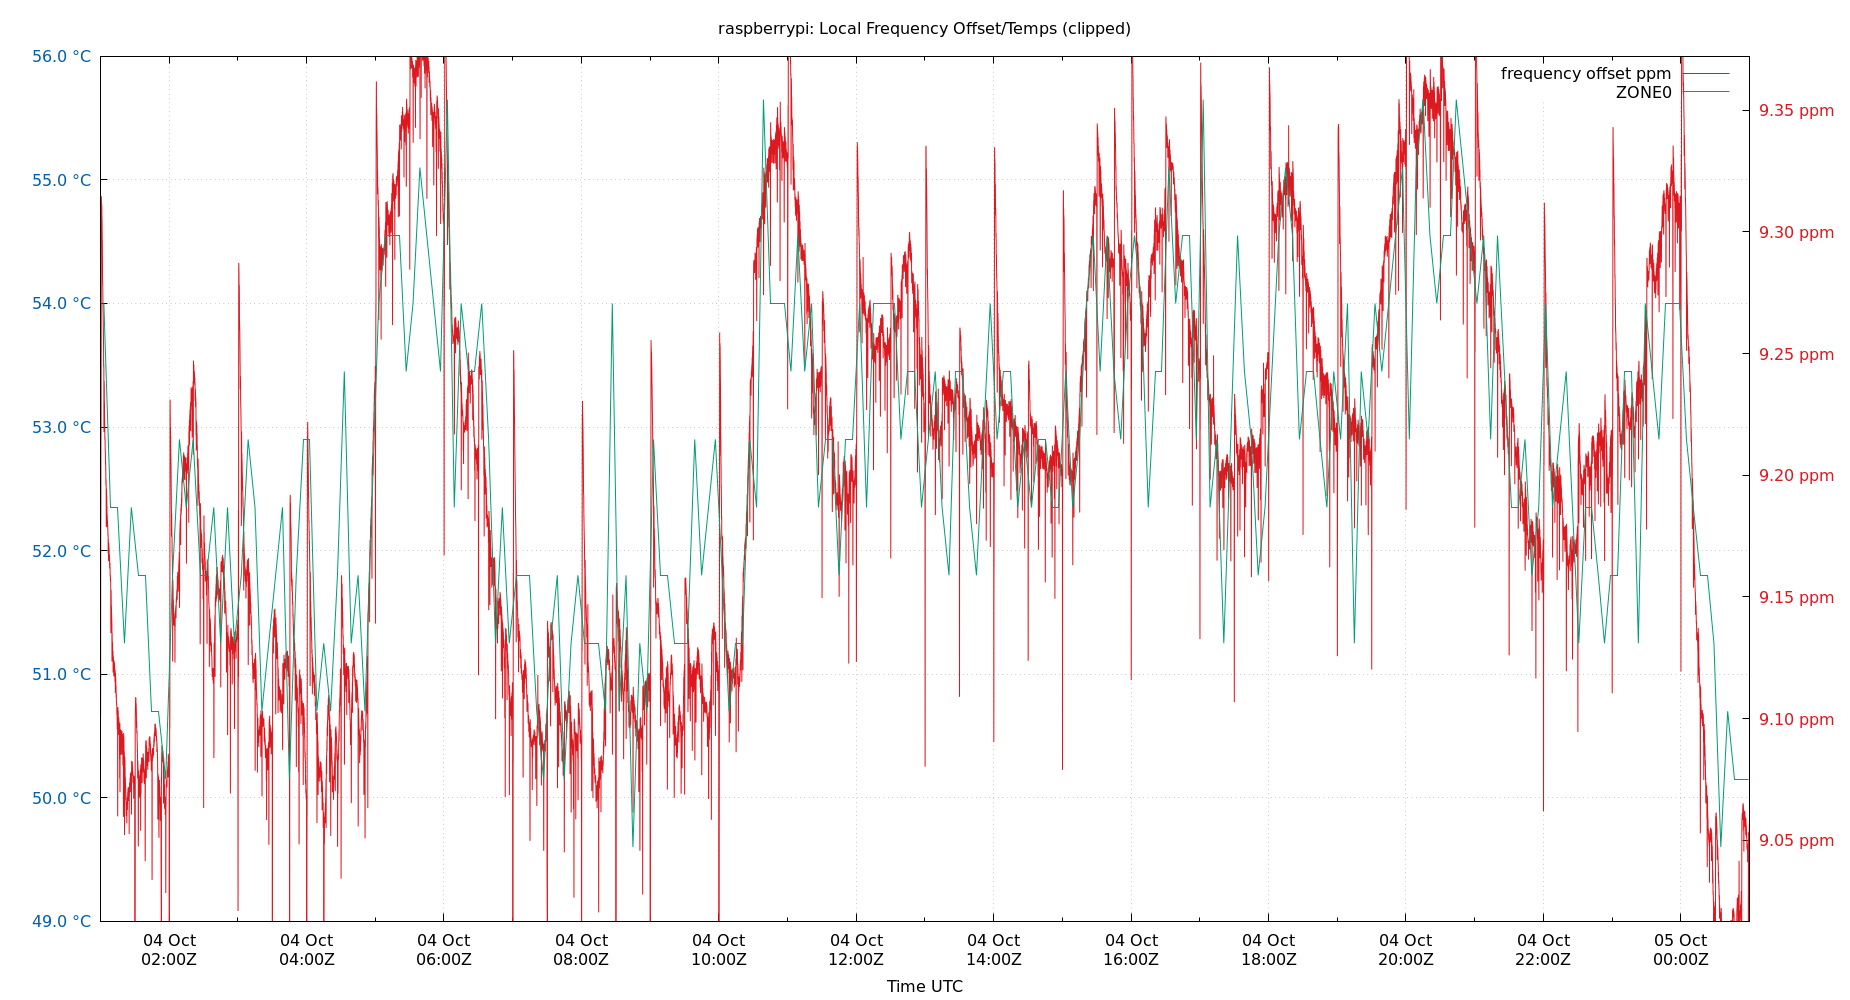 raspberrypi: Local Frequency Offset/Temps (clipped)
frequency offset ppm
ZONE0
56.0 °C
55.0 °C
54.0 °C
53.0 °C
52.0 °C
51.0 °C
50.0 °C
49.0 °C
9.35 ppm
9.30 ppm
9.25 ppm
9.20 ppm
9.15 ppm
9.10 ppm
9.05 ppm
04 Oct 04 Oct 04 Oct 04 Oct 04 Oct 04 Oct 04 Oct 04 Oct 04 Oct 04 Oct 04 Oct 05 Oct
02:00Z 04:00Z 06:00Z 08:00Z 10:00Z 12:00Z 14:00Z 16:00Z 18:00Z 20:00Z 22:00Z 00:00Z
Time UTC